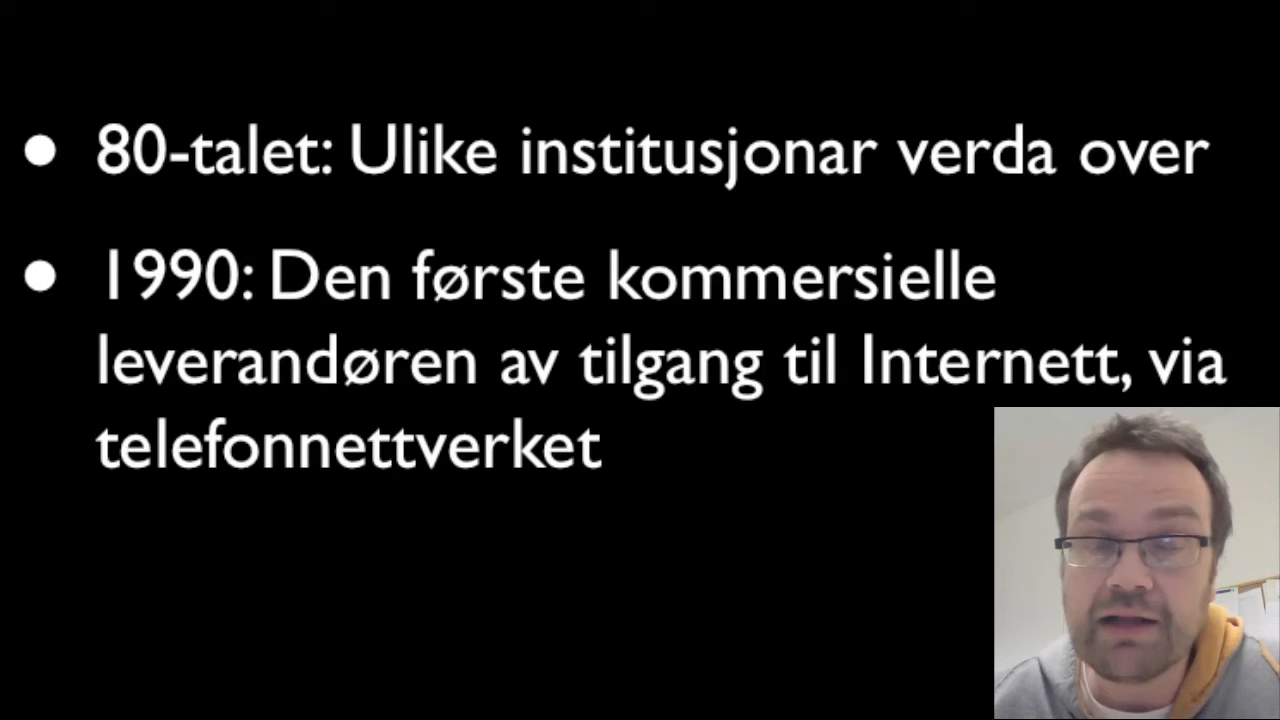 • 80-talet: Ulike institusjonar verda over
• 1990: Den første kommersielle
leverandøren av tilgang til Internett, via
telefonnettverket